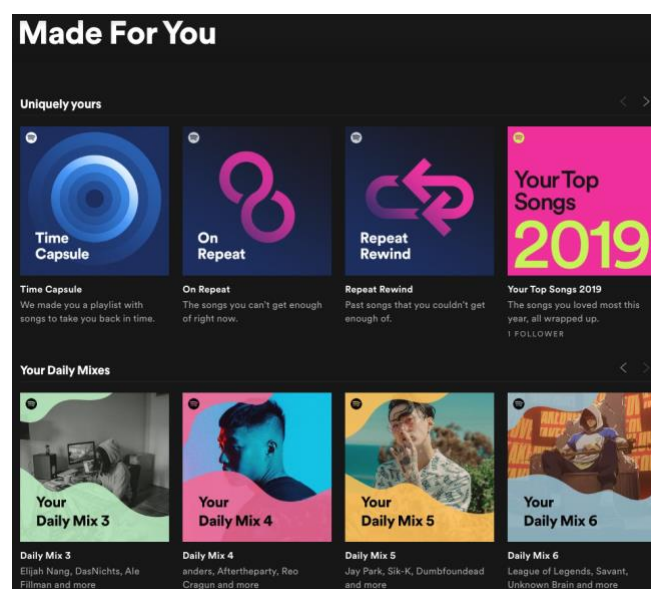 Made For You
Uniquely yours
Time
Capsule
On
Repeat
Repeat
Rewind
Your Top
Songs
2019
Time Capsule
We made you a playlist with
songs to take you back in time.
On Repeat
The songs you can't get enough
of right now.
Repeat Rewind
Past songs that you couldn't get
enough of.
Your Top Songs 2019
The songs you loved most this
year, all wrapped up.
1 FOLLOWER
Your Daily Mixes
Your
Daily Mix 3
Your
Daily Mix 4
Your
Daily Mix 5
Your
Daily Mix 6
Daily Mix 3
Elijah Nang, DasNichts, Ale
Fillman and more
Daily Mix 4
anders, Aftertheparty, Reo
Cragun and more
Daily Mix 5
Jay Park, Sik-K, Dumbfoundead
and more
Daily Mix 6
League of Legends, Savant,
Unknown Brain and more